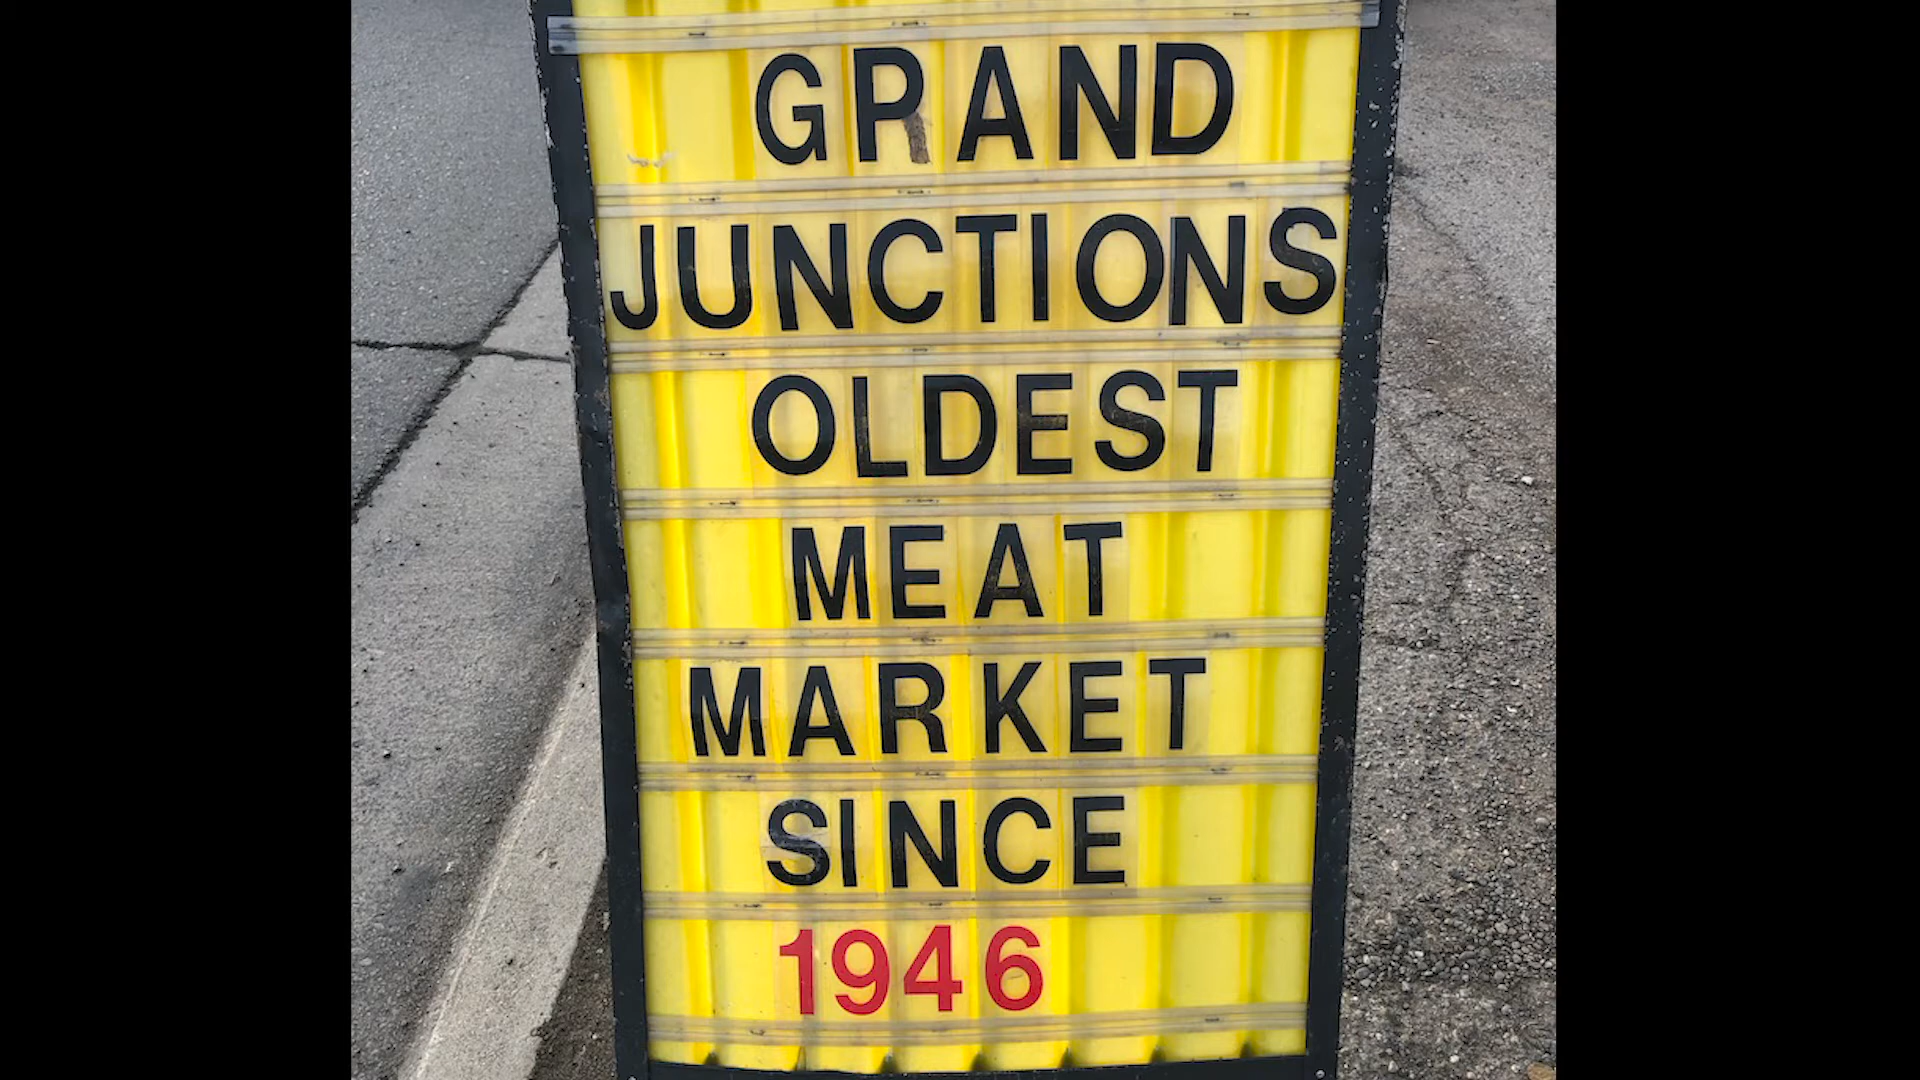 GRAND
JUNCTIONS
OLDEST
MEAT
MARKET
SINCE
1946